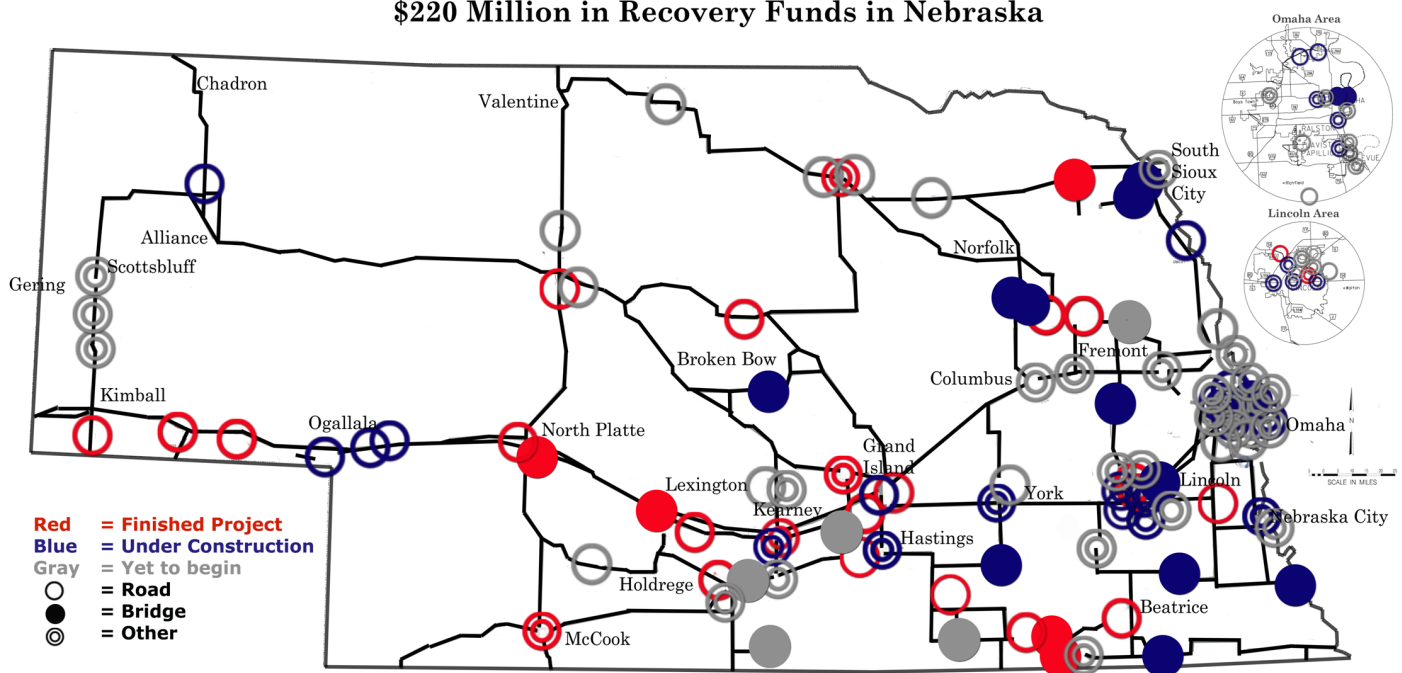 $220 Million in Recovery Funds in Nebraska
Omaha Area
Chadron
Valentine
RALSTON
South
Sioux
City
Lincoln Area
Alliance
Norfolk
Scottsbluff
Gering
Broken Bow
Fremont
Columbus
Kimball
Ogallala
North Platte
Omaha
Grand
Island
SCALE IN MILES
Lexington
York
Lincoln
Kearney
Nebraska City
Hastings
Red = Finished Project
Blue = Under Construction
Gray = Yet to begin
= Road
= Bridge
= Other
Holdrege
Beatrice
McCook